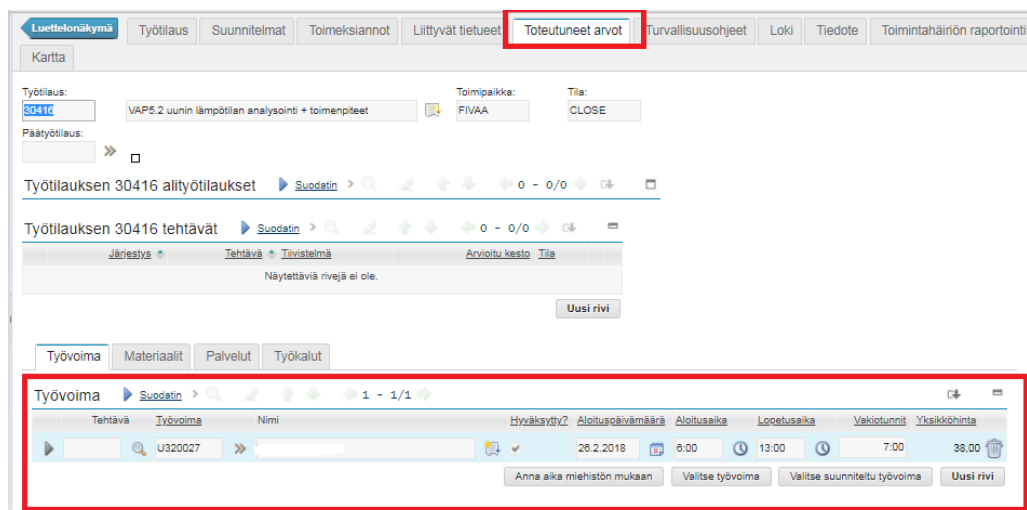 Luettelonäkymä Työtilaus Suunnitelmat Toimeksiannot Liittyvät tietueet Toteutuneet arvot Turvallisuusohjeet Loki Tiedote Toimintahäiriön raportointi
Kartta
Työtilaus: Toimipaikka: Tila:
30416 VAP5.2 uunin lämpötilan analysointi + toimenpiteet FIVAA CLOSE
Päätyötilaus:
Työtilauksen 30416 alityötilaukset Suodatin > 0 - 0/0
Työtilauksen 30416 tehtävät Suodatin > 0 - 0/0
Järjestys Tehtävä Tiivistelmä Arvioitu kesto Tila
Näytettäviä rivejä ei ole.
Uusi rivi
Työvoima Materiaalit Palvelut Työkalut
Työvoima Suodatin > 1 - 1/1
Tehtävä Työvoima Nimi Hyväksytty? Aloituspäivämäärä Aloitusaika Lopetusaika Vakiotunnit Yksikköhinta
U320027 26.2.2018 6:00 13:00 7:00 38,00
Anna aika miehistön mukaan Valitse työvoima Valitse suunniteltu työvoima Uusi rivi